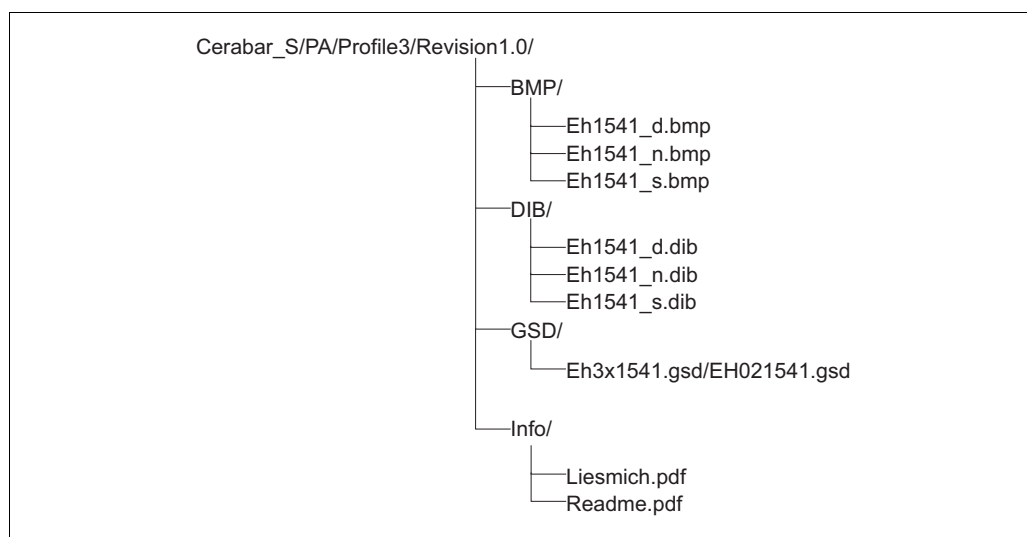 Cerabar_S/PA/Profile3/Revision1.0/
BMP/
Eh1541_d.bmp
Eh1541_n.bmp
Eh1541_s.bmp
DIB/
Eh1541_d.dib
Eh1541_n.dib
Eh1541_s.dib
GSD/
Eh3x1541.gsd/EH021541.gsd
Info/
Liesmich.pdf
Readme.pdf